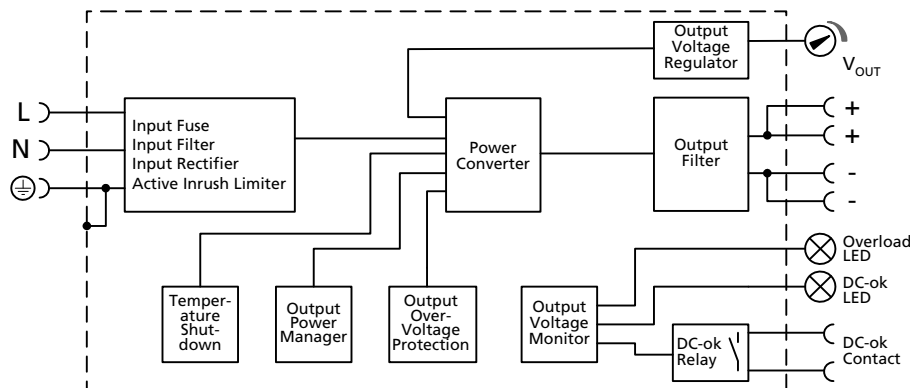 Output
Voltage
Regulator
V_OUT
L
N
Input Fuse
Input Filter
Input Rectifier
Active Inrush Limiter
Power
Converter
Output
Filter
+
+
-
-
Temper-
ature
Shut-
down
Output
Power
Manager
Output
Over-
Voltage
Protection
Output
Voltage
Monitor
Overload
LED
DC-ok
LED
DC-ok
Relay
DC-ok
Contact